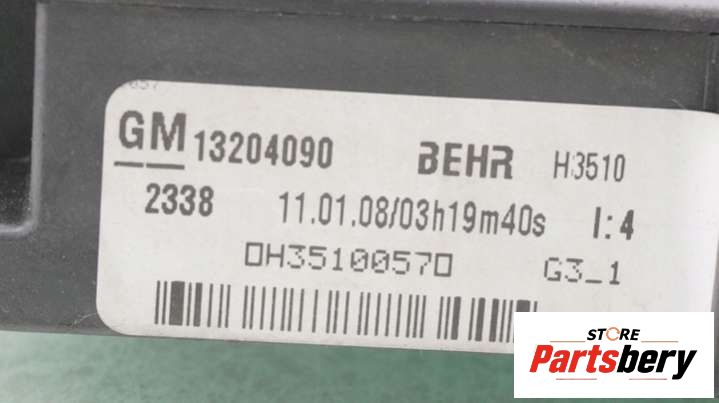 GM 13204090 BEHR H3510
2338 11.01.08/03h19m40s I:4
0H35100570 G3_1
STORE
Partsbery